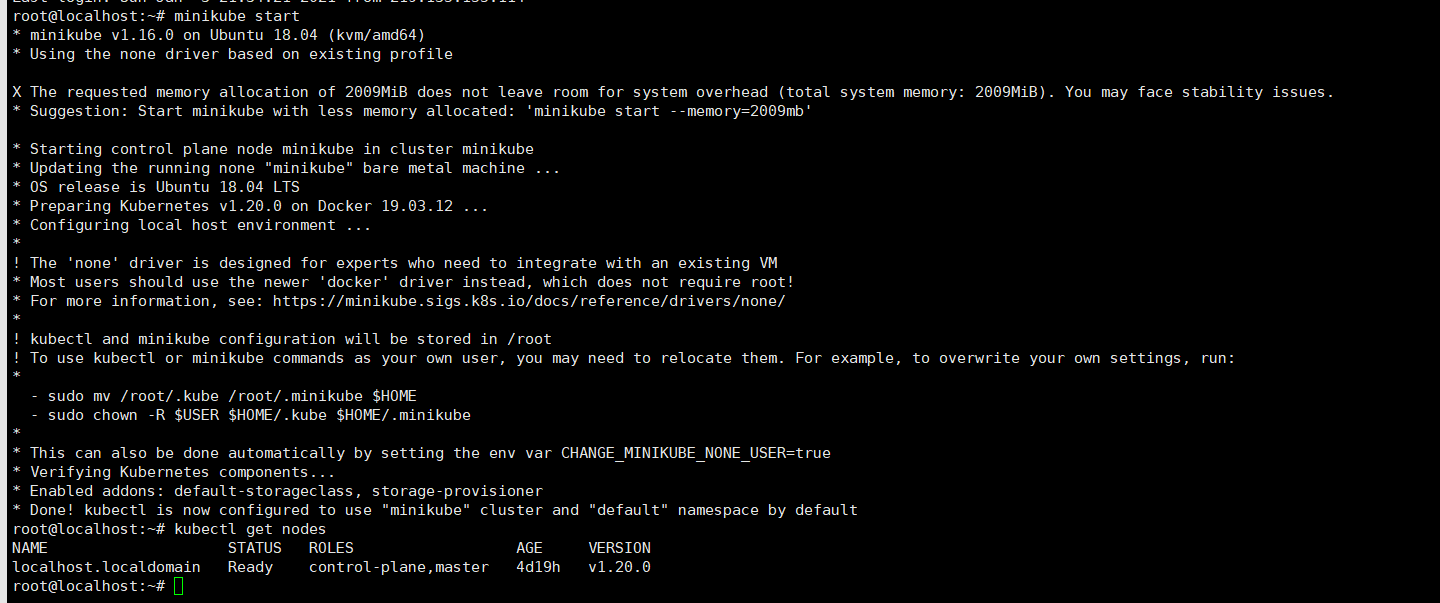 root@localhost:~# minikube start
* minikube v1.16.0 on Ubuntu 18.04 (kvm/amd64)
* Using the none driver based on existing profile
X The requested memory allocation of 2009MiB does not leave room for system overhead (total system memory: 2009MiB). You may face stability issues.
* Suggestion: Start minikube with less memory allocated: 'minikube start --memory=2009mb'
* Starting control plane node minikube in cluster minikube
* Updating the running none "minikube" bare metal machine ...
* OS release is Ubuntu 18.04 LTS
* Preparing Kubernetes v1.20.0 on Docker 19.03.12 ...
* Configuring local host environment ...
*
! The 'none' driver is designed for experts who need to integrate with an existing VM
* Most users should use the newer 'docker' driver instead, which does not require root!
* For more information, see: https://minikube.sigs.k8s.io/docs/reference/drivers/none/
*
! kubectl and minikube configuration will be stored in /root
! To use kubectl or minikube commands as your own user, you may need to relocate them. For example, to overwrite your own settings, run:
*
- sudo mv /root/.kube /root/.minikube $HOME
- sudo chown -R $USER $HOME/.kube $HOME/.minikube
*
* This can also be done automatically by setting the env var CHANGE_MINIKUBE_NONE_USER=true
* Verifying Kubernetes components...
* Enabled addons: default-storageclass, storage-provisioner
* Done! kubectl is now configured to use "minikube" cluster and "default" namespace by default
root@localhost:~# kubectl get nodes
NAME STATUS ROLES AGE VERSION
localhost.localdomain Ready control-plane,master 4d19h v1.20.0
root@localhost:~#